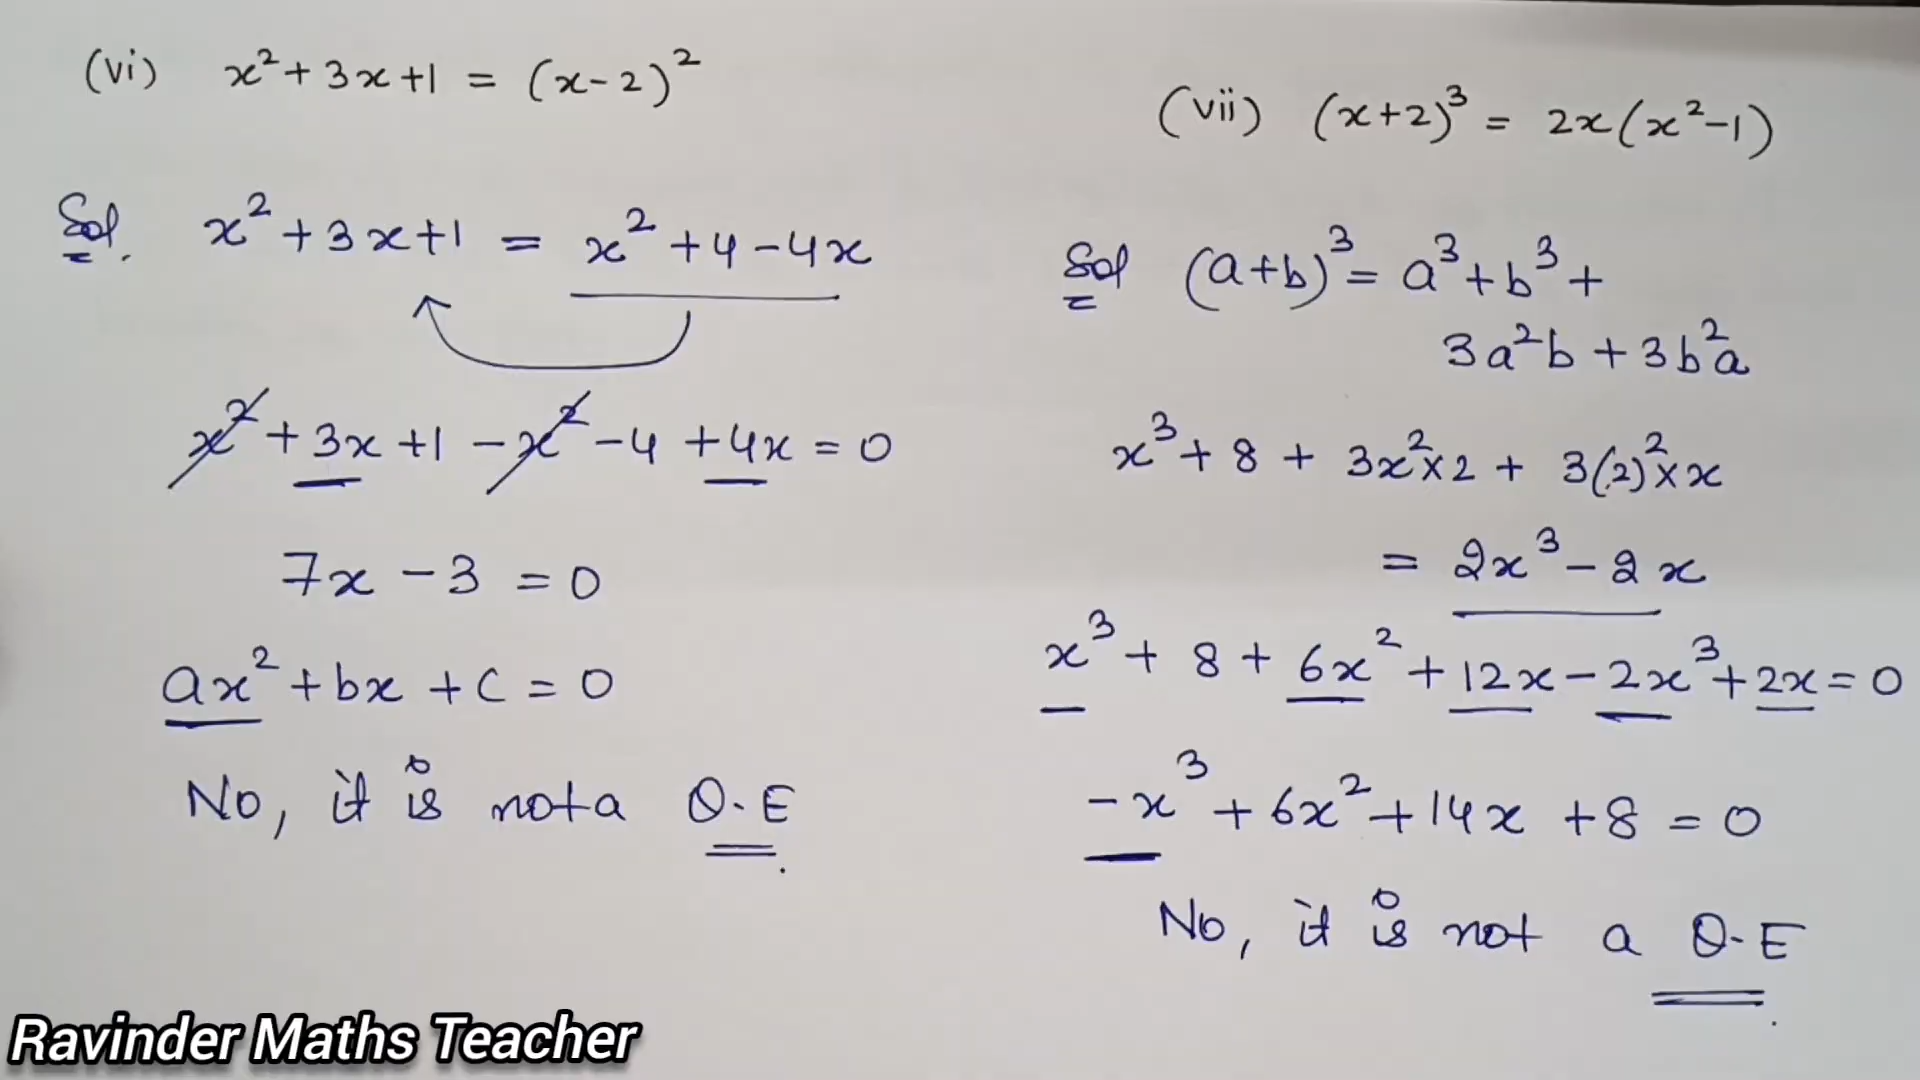 (vi) x² + 3x + 1 = (x - 2)²
Sol. x² + 3x + 1 = x² + 4 - 4x
x² + 3x + 1 - x² - 4 + 4x = 0
7x - 3 = 0
ax² + bx + c = 0
No, it is not a Q.E.
(vii) (x+2)³ = 2x(x²-1)
Sol (a+b)³ = a³ + b³ +
3a²b + 3b²a
x³ + 8 + 3x²×2 + 3(2)²×x
= 2x³ - 2x
x³ + 8 + 6x² + 12x - 2x³ + 2x = 0
-x³ + 6x² + 14x + 8 = 0
No, it is not a Q.E.
Ravinder Maths Teacher